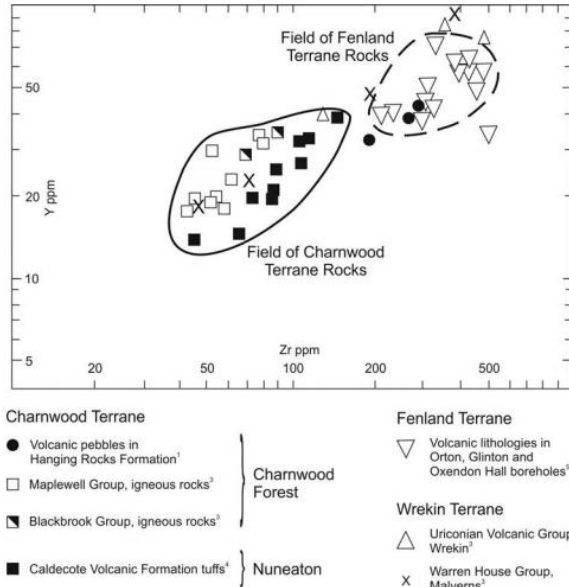 Field of Fenland
Terrane Rocks
50
20
10
5
Y ppm
Field of Charnwood
Terrane Rocks
Zr ppm
20
50
100
200
500
Charnwood Terrane
Volcanic pebbles in
Hanging Rocks Formation¹
Maplewell Group, igneous rocks³
Blackbrook Group, igneous rocks³
Charnwood
Forest
Caldecote Volcanic Formation tuffs⁴
Nuneaton
Fenland Terrane
Volcanic lithologies in
Orton, Glinton and
Oxendon Hall boreholes
Wrekin Terrane
Uriconian Volcanic Group
Wrekin³
Warren House Group,
Malverns¹